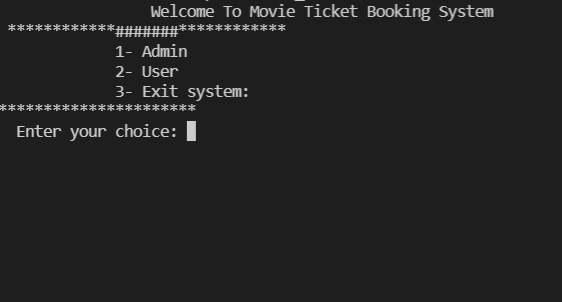 Welcome To Movie Ticket Booking System
************#######************
1- Admin
2- User
3- Exit system:
**********************
Enter your choice: